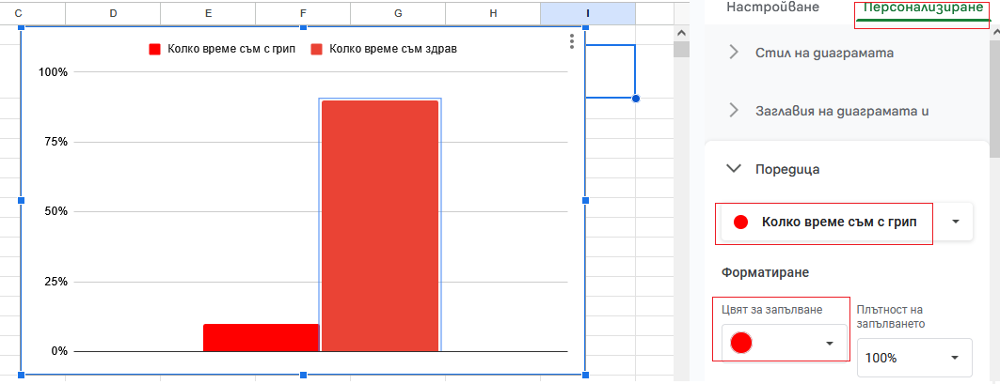 C D E F G H I
Колко време съм с грип Колко време съм здрав
100%
75%
50%
25%
0%
Настройване Персонализиране
Стил на диаграмата
Заглавия на диаграмата и
Поредица
Колко време съм с грип
Форматиране
Цвят за запълване
Плътност на
запълването
100%